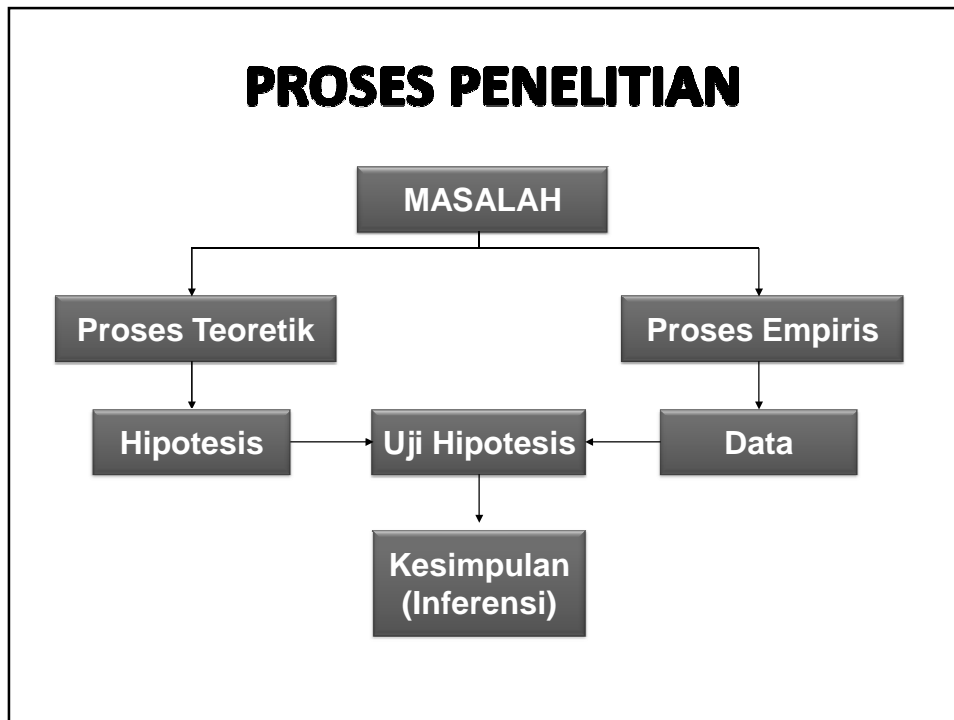 PROSES PENELITIAN
MASALAH
Proses Teoretik
Proses Empiris
Hipotesis
Uji Hipotesis
Data
Kesimpulan
(Inferensi)